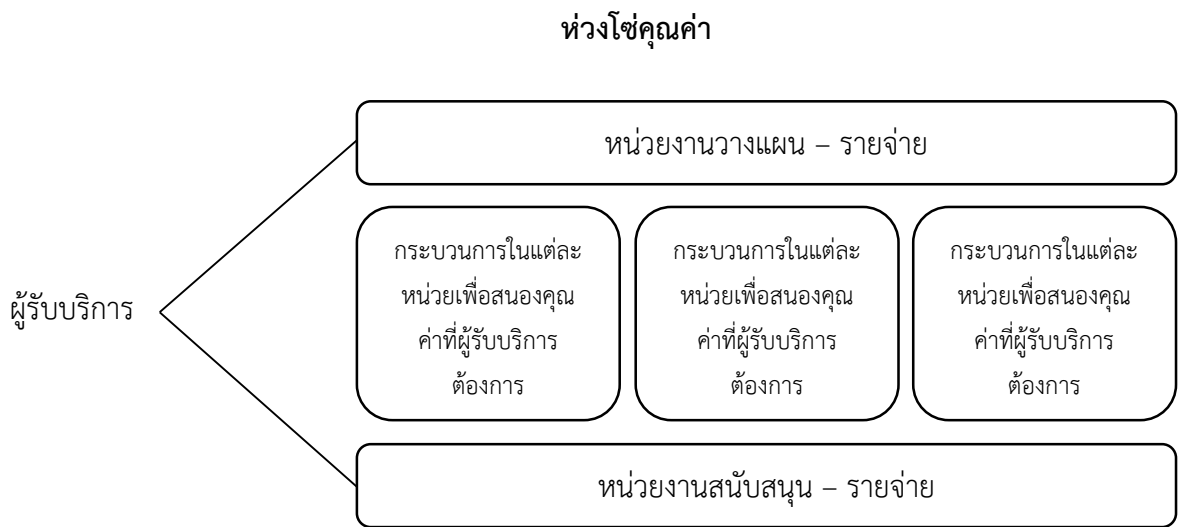 ห่วงโซ่คุณค่า
หน่วยงานวางแผน – รายจ่าย
ผู้รับบริการ
กระบวนการในแต่ละ
หน่วยเพื่อสนองคุณ
ค่าที่ผู้รับบริการ
ต้องการ
กระบวนการในแต่ละ
หน่วยเพื่อสนองคุณ
ค่าที่ผู้รับบริการ
ต้องการ
กระบวนการในแต่ละ
หน่วยเพื่อสนองคุณ
ค่าที่ผู้รับบริการ
ต้องการ
หน่วยงานสนับสนุน – รายจ่าย